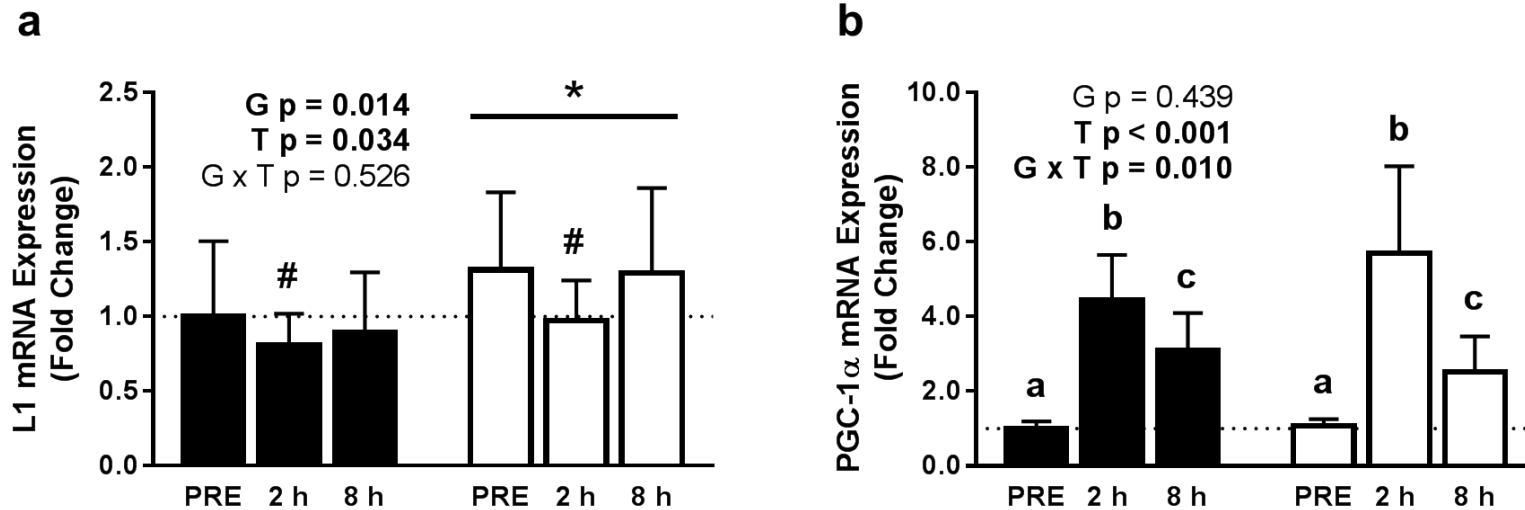 a
L1 mRNA Expression
(Fold Change)
2.5
2.0
1.5
1.0
0.5
0.0
G p = 0.014
T p = 0.034
G x T p = 0.526
*
#
#
PRE 2 h 8 h PRE 2 h 8 h
b
PGC-1α mRNA Expression
(Fold Change)
10.0
8.0
6.0
4.0
2.0
0.0
G p = 0.439
T p < 0.001
G x T p = 0.010
a b c a b c
PRE 2 h 8 h PRE 2 h 8 h